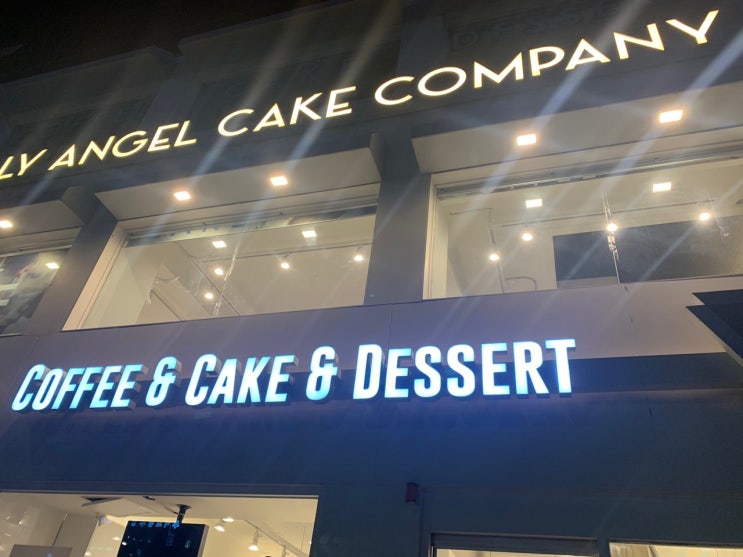 LY ANGEL CAKE COMPANY
COFFEE & CAKE & DESSERT